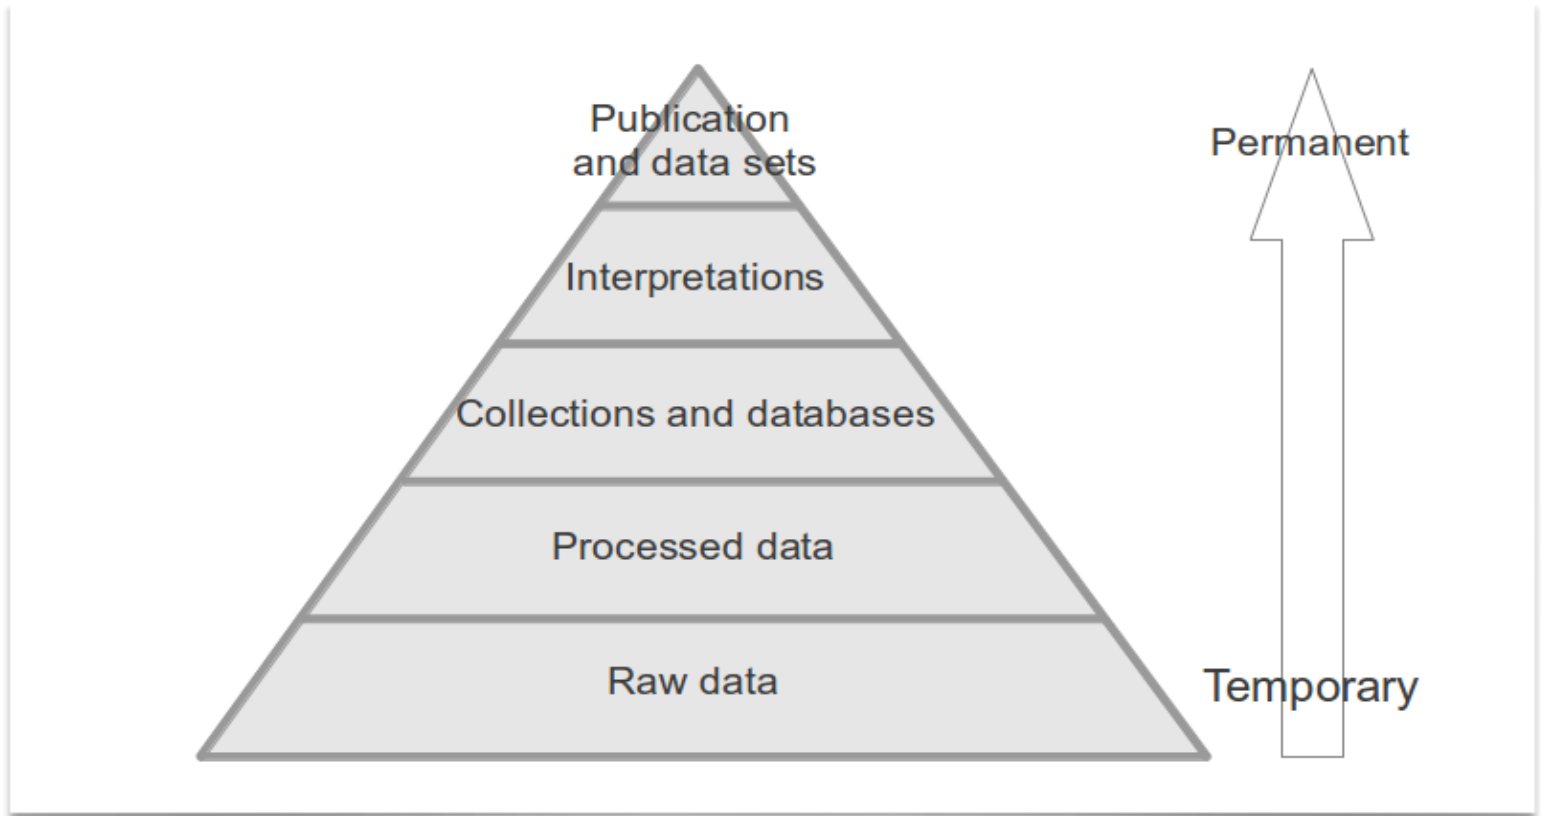 Publication
and data sets
Permanent
Interpretations
Collections and databases
Processed data
Raw data
Temporary